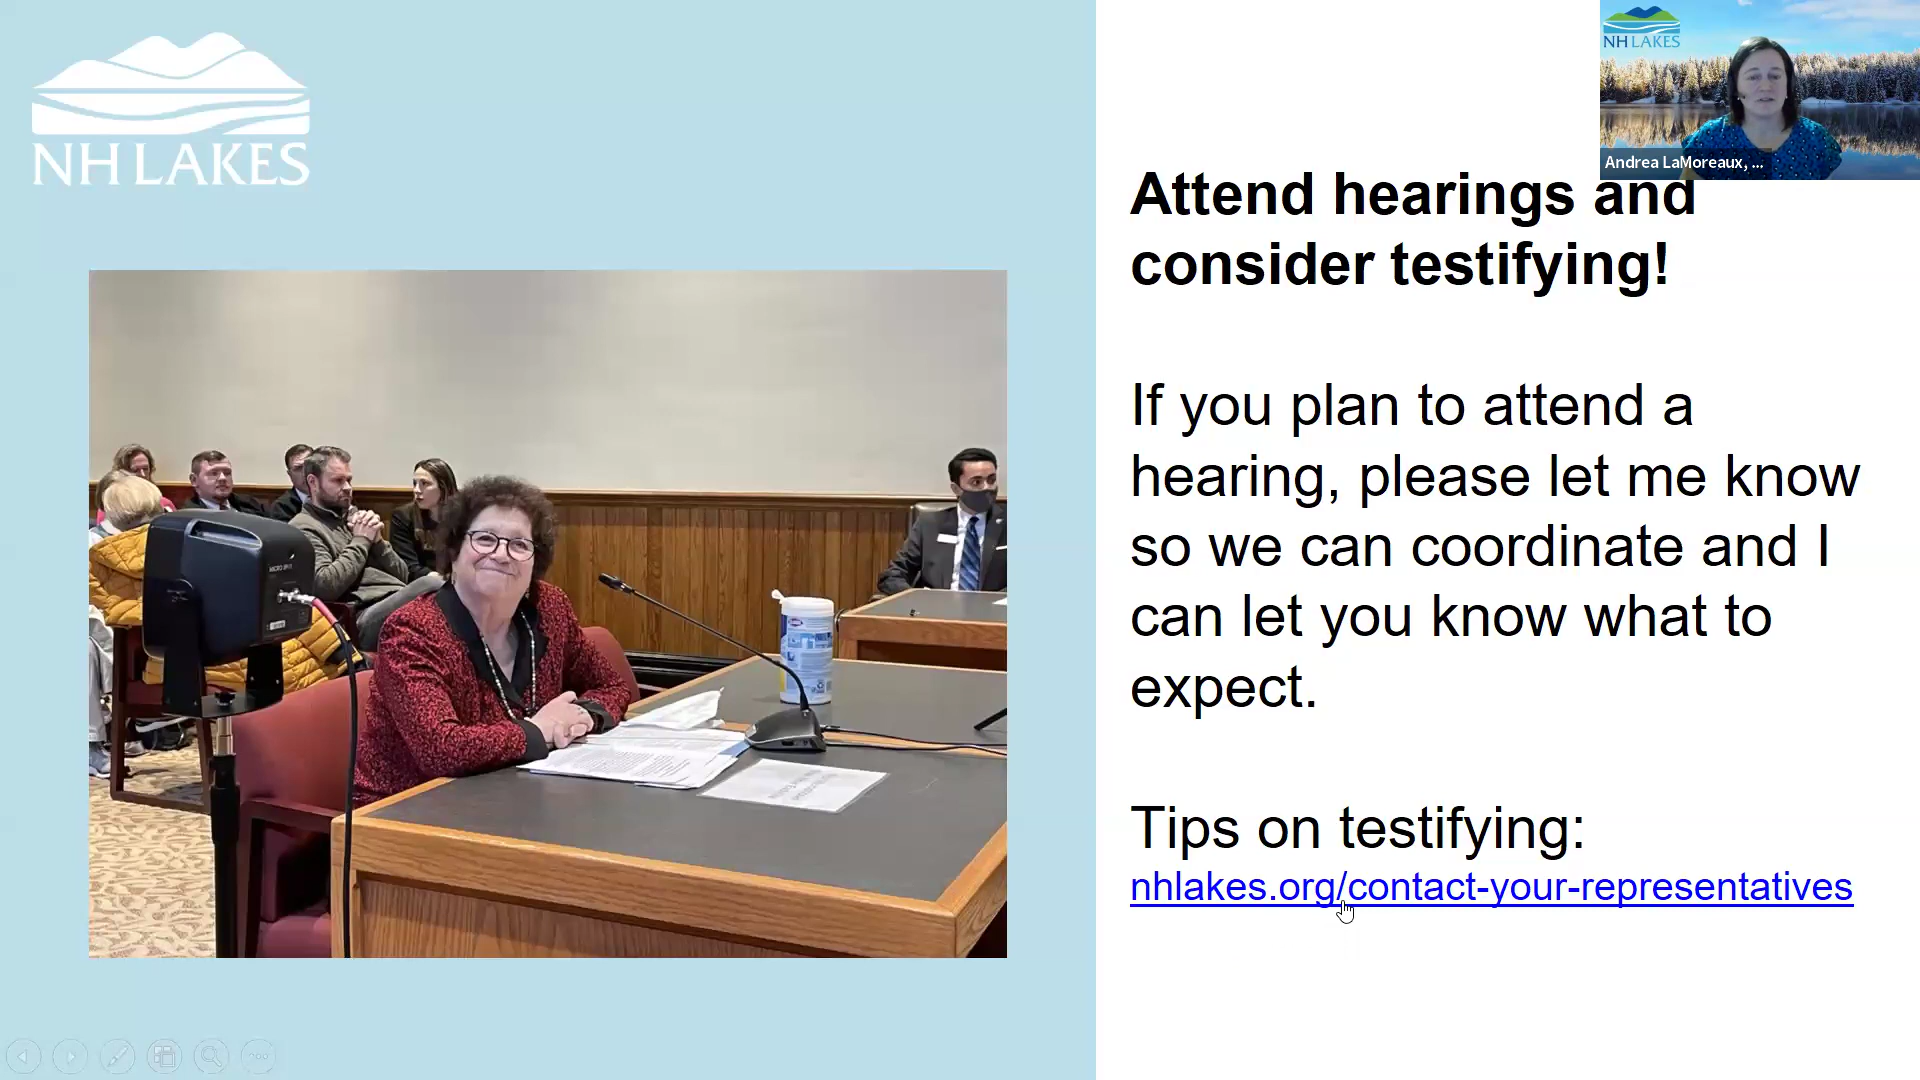 NH LAKES
NH LAKES
Andrea LaMoreaux, ...
Attend hearings and
consider testifying!
If you plan to attend a
hearing, please let me know
so we can coordinate and I
can let you know what to
expect.
Tips on testifying:
nhlakes.org/contact-your-representatives